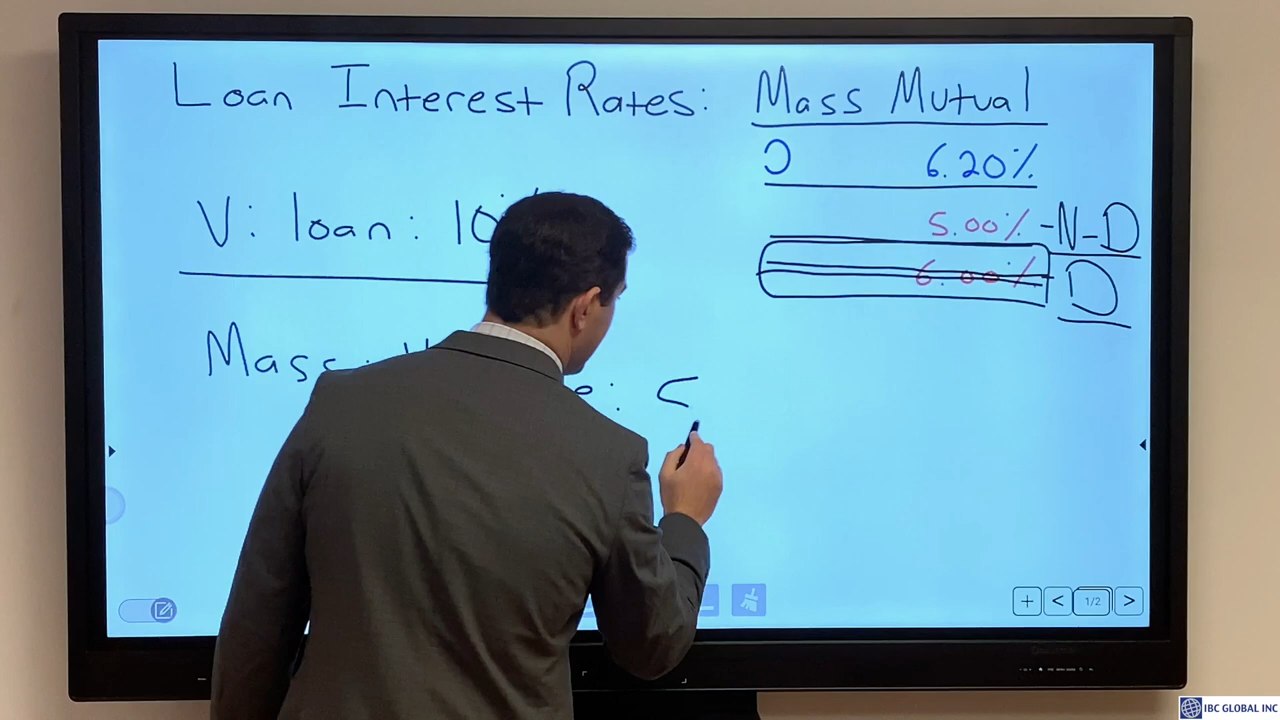 Loan Interest Rates:
V: loan: 10
Mass:
Mass Mutual
D 6.20%
5.00% -N-D
6.00% D
1/2
IBC GLOBAL INC